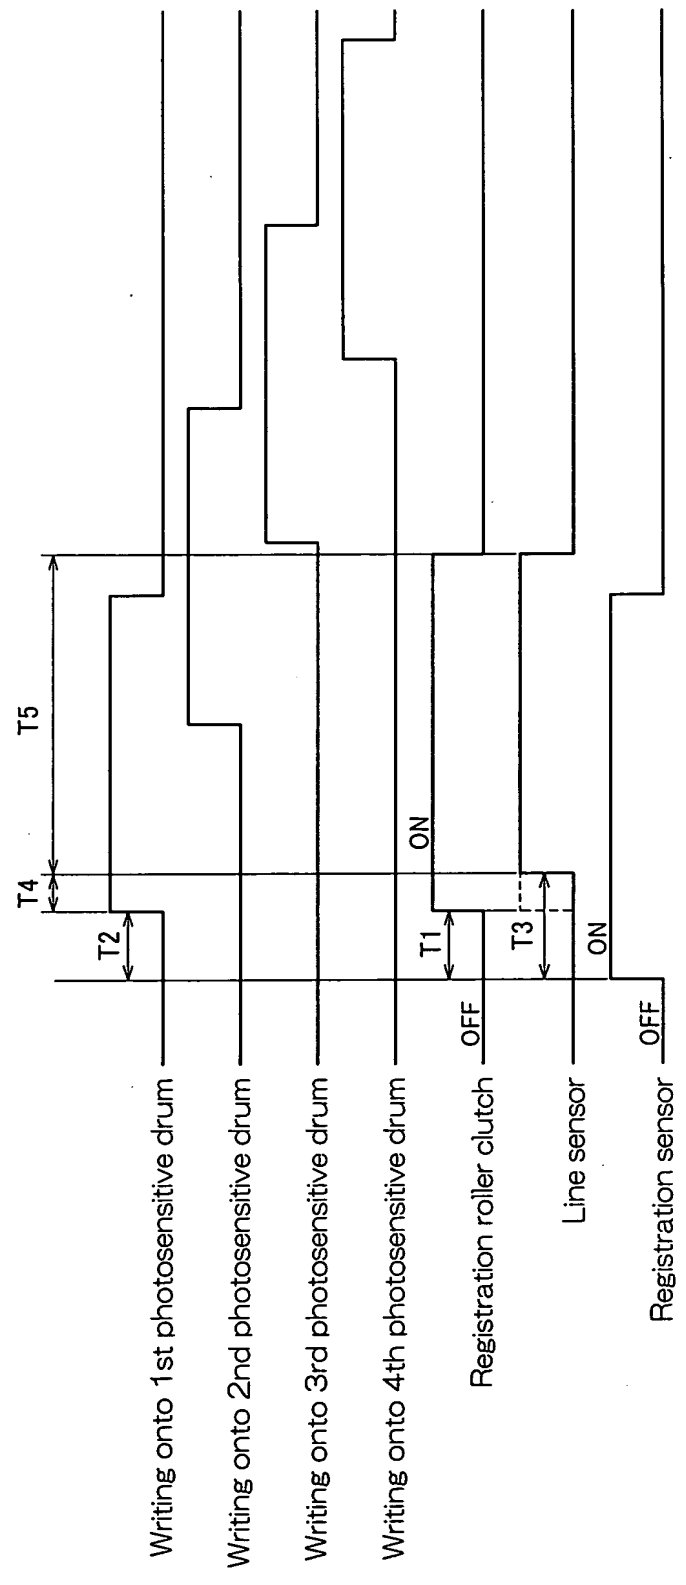 T4
T5
T2
Writing onto 1st photosensitive drum
Writing onto 2nd photosensitive drum
Writing onto 3rd photosensitive drum
Writing onto 4th photosensitive drum
OFF
T1
ON
Registration roller clutch
T3
Line sensor
OFF
ON
Registration sensor